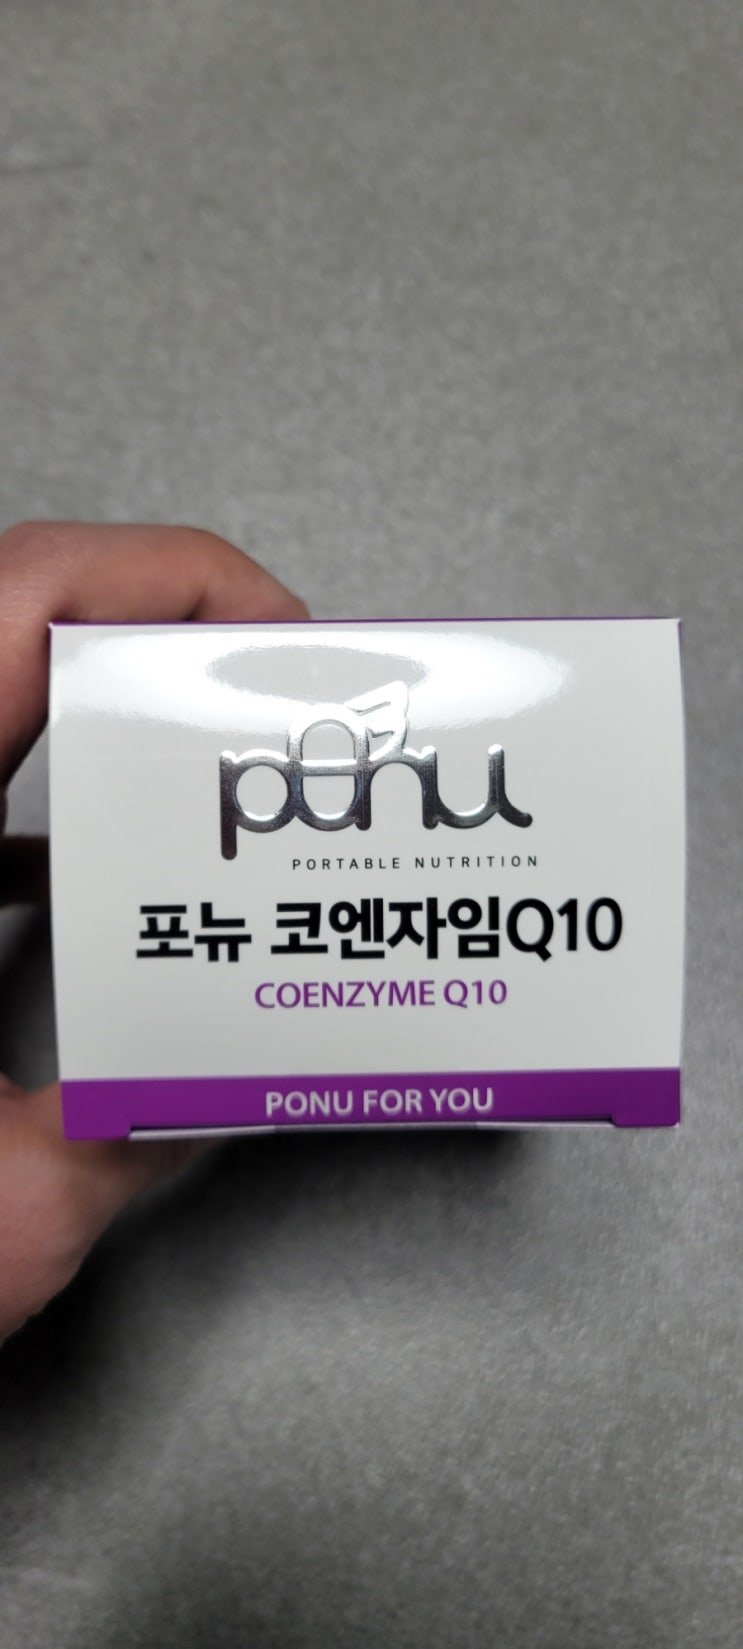 ponu
PORTABLE NUTRITION
포뉴 코엔자임Q10
COENZYME Q10
PONU FOR YOU